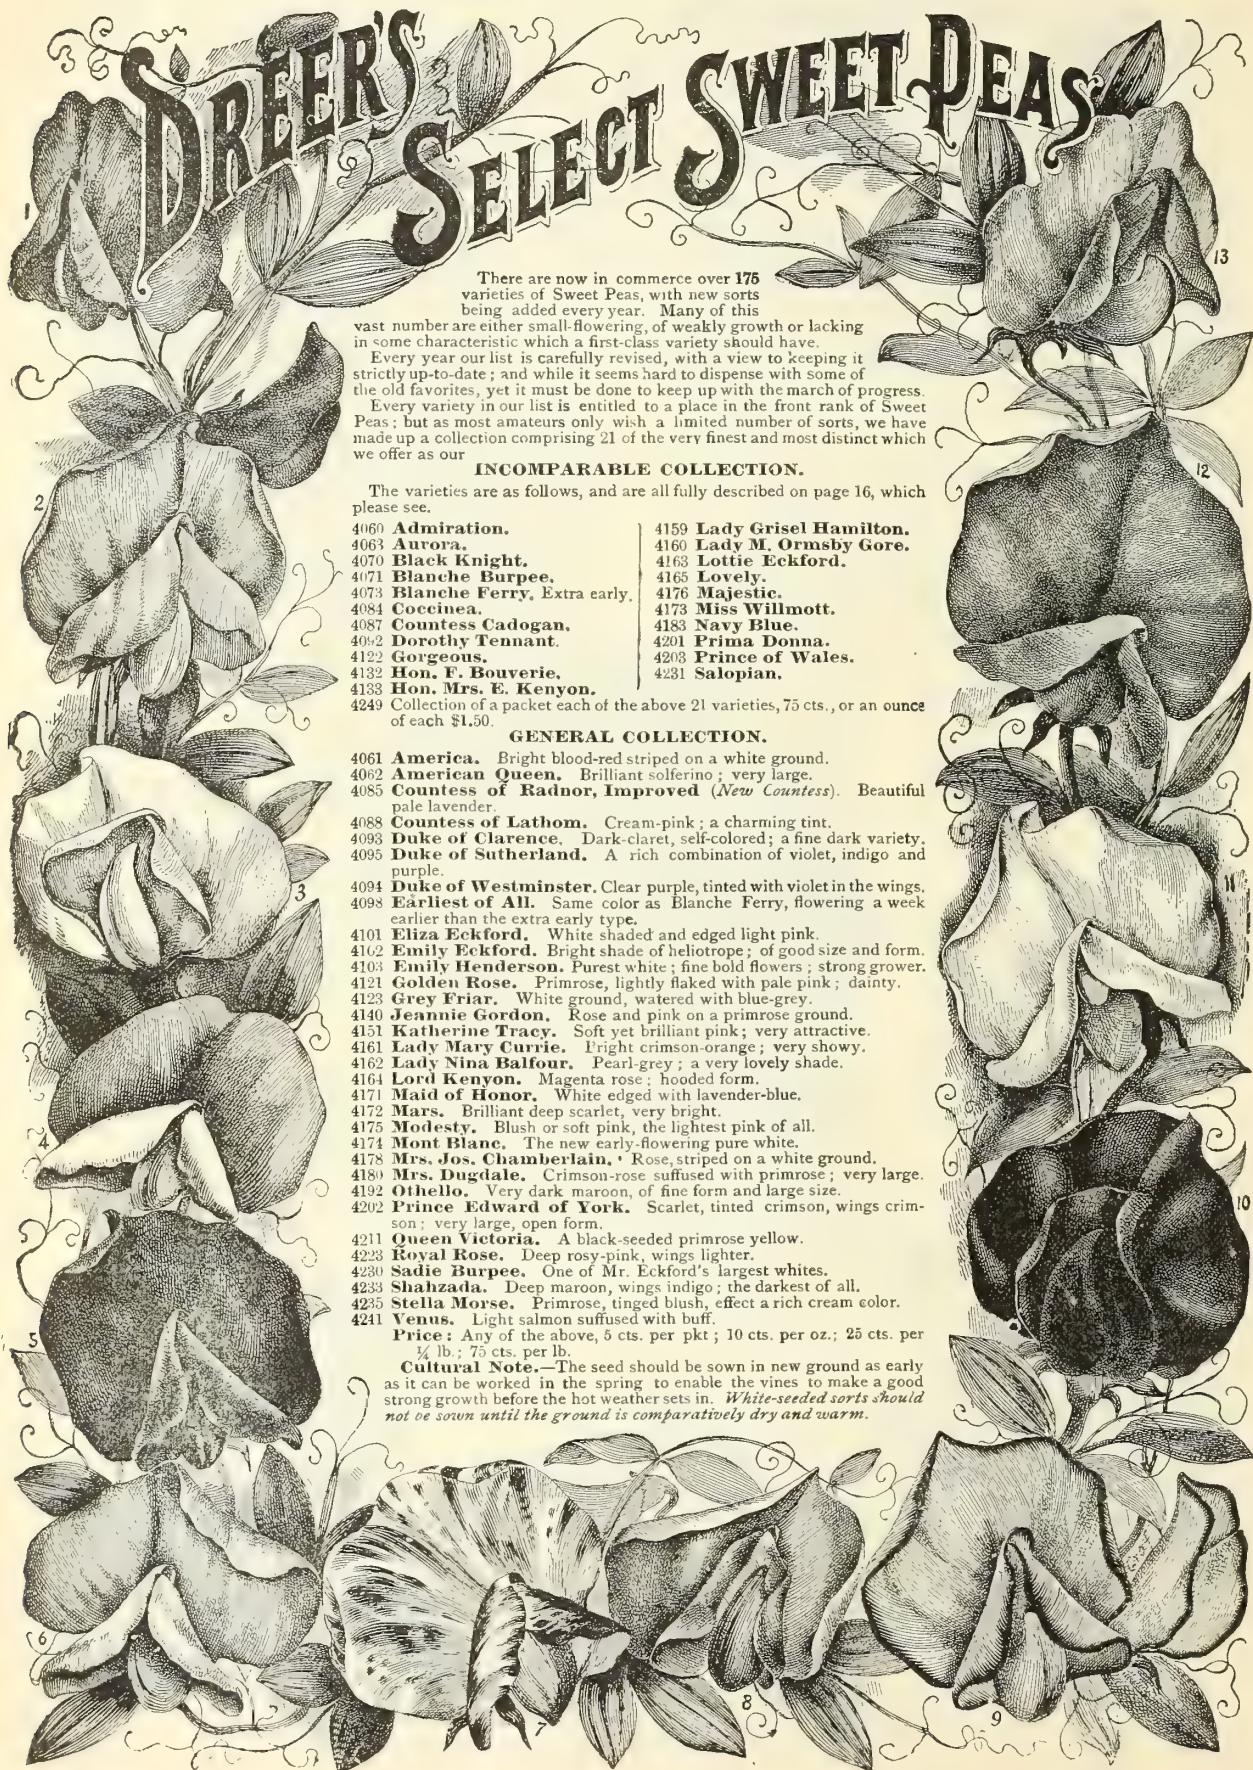 DREER'S SELECT SWEET PEAS
There are now in commerce over 175
varieties of Sweet Peas, with new sorts
being added every year. Many of this
vast number are either small-flowering, of weakly growth or lacking
in some characteristic which a first-class variety should have.
Every year our list is carefully revised, with a view to keeping it
strictly up-to-date; and while it seems hard to dispense with some of
the old favorites, yet it must be done to keep up with the march of progress.
Every variety in our list is entitled to a place in the front rank of Sweet
Peas; but as most amateurs only wish a limited number of sorts, we have
made up a collection comprising 21 of the very finest and most distinct which
we offer as our
INCOMPARABLE COLLECTION.
The varieties are as follows, and are all fully described on page 16, which
please see.
4060 Admiration.
4063 Aurora.
4070 Black Knight.
4071 Blanche Burpee.
4073 Blanche Ferry. Extra early.
4084 Coccinea.
4087 Countess Cadogan.
4092 Dorothy Tennant.
4122 Gorgeous.
4132 Hon. F. Bouverie.
4133 Hon. Mrs. E. Kenyon.
4159 Lady Grisel Hamilton.
4160 Lady M. Ormsby Gore.
4163 Lottie Eckford.
4165 Lovely.
4176 Majestic.
4173 Miss Willmott.
4183 Navy Blue.
4201 Prima Donna.
4203 Prince of Wales.
4231 Salopian.
4249 Collection of a packet each of the above 21 varieties, 75 cts., or an ounce
of each $1.50.
GENERAL COLLECTION.
4061 America. Bright blood-red striped on a white ground.
4062 American Queen. Brilliant solferino; very large.
4085 Countess of Radnor, Improved (New Countess). Beautiful
pale lavender.
4088 Countess of Lathom. Cream-pink; a charming tint.
4093 Duke of Clarence. Dark-claret, self-colored; a fine dark variety.
4095 Duke of Sutherland. A rich combination of violet, indigo and
purple.
4094 Duke of Westminster. Clear purple, tinted with violet in the wings.
4098 Earliest of All. Same color as Blanche Ferry, flowering a week
earlier than the extra early type.
4101 Eliza Eckford. White shaded and edged light pink.
4102 Emily Eckford. Bright shade of heliotrope; of good size and form.
4103 Emily Henderson. Purest white; fine bold flowers; strong grower.
4121 Golden Rose. Primrose, lightly flaked with pale pink; dainty.
4123 Grey Friar. White ground, watered with blue-grey.
4140 Jeannie Gordon. Rose and pink on a primrose ground.
4151 Katherine Tracy. Soft yet brilliant pink; very attractive.
4161 Lady Mary Currie. Bright crimson-orange; very showy.
4162 Lady Nina Balfour. Pearl-grey; a very lovely shade.
4164 Lord Kenyon. Magenta rose; hooded form.
4171 Maid of Honor. White edged with lavender-blue.
4172 Mars. Brilliant deep scarlet, very bright.
4175 Modesty. Blush or soft pink, the lightest pink of all.
4174 Mont Blanc. The new early-flowering pure white.
4178 Mrs. Jos. Chamberlain. Rose, striped on a white ground.
4180 Mrs. Dugdale. Crimson-rose suffused with primrose; very large.
4192 Othello. Very dark maroon, of fine form and large size.
4202 Prince Edward of York. Scarlet, tinted crimson, wings crim-
son; very large, open form.
4211 Queen Victoria. A black-seeded primrose yellow.
4223 Royal Rose. Deep rosy-pink, wings lighter.
4230 Sadie Burpee. One of Mr. Eckford's largest whites.
4233 Shahzada. Deep maroon, wings indigo; the darkest of all.
4235 Stella Morse. Primrose, tinged blush, effect a rich cream color.
4241 Venus. Light salmon suffused with buff.
Price: Any of the above, 5 cts. per pkt; 10 cts. per oz.; 25 cts. per
¼ lb.; 75 cts. per lb.
Cultural Note.—The seed should be sown in new ground as early
as it can be worked in the spring to enable the vines to make a good
strong growth before the hot weather sets in. White-seeded sorts should
not be sown until the ground is comparatively dry and warm.
1
2
3
4
5
6
7
8
9
10
11
12
13